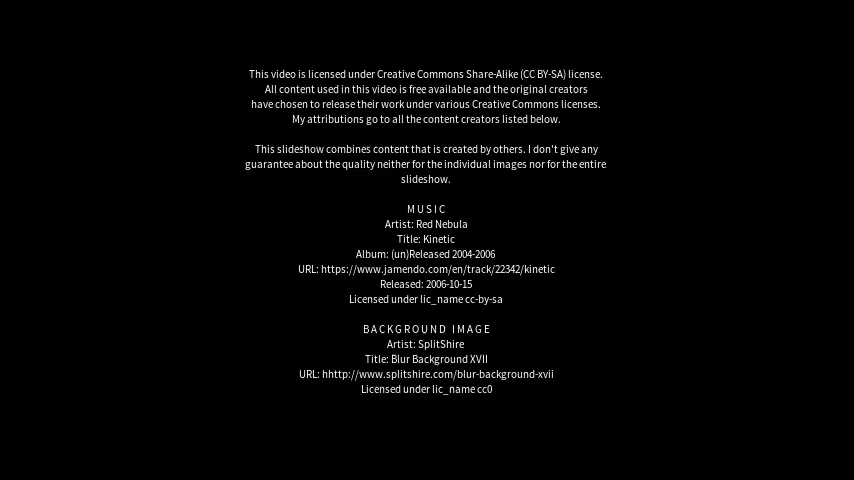 This video is licensed under Creative Commons Share-Alike (CC BY-SA) license.
All content used in this video is free available and the original creators
have chosen to release their work under various Creative Commons licenses.
My attributions go to all the content creators listed below.
This slideshow combines content that is created by others. I don't give any
guarantee about the quality neither for the individual images nor for the entire
slideshow.
MUSIC
Artist: Red Nebula
Title: Kinetic
Album: (un)Released 2004-2006
URL: https://www.jamendo.com/en/track/22342/kinetic
Released: 2006-10-15
Licensed under lic_name cc-by-sa
BACKGROUND IMAGE
Artist: SplitShire
Title: Blur Background XVII
URL: hhttp://www.splitshire.com/blur-background-xvii
Licensed under lic_name cc0